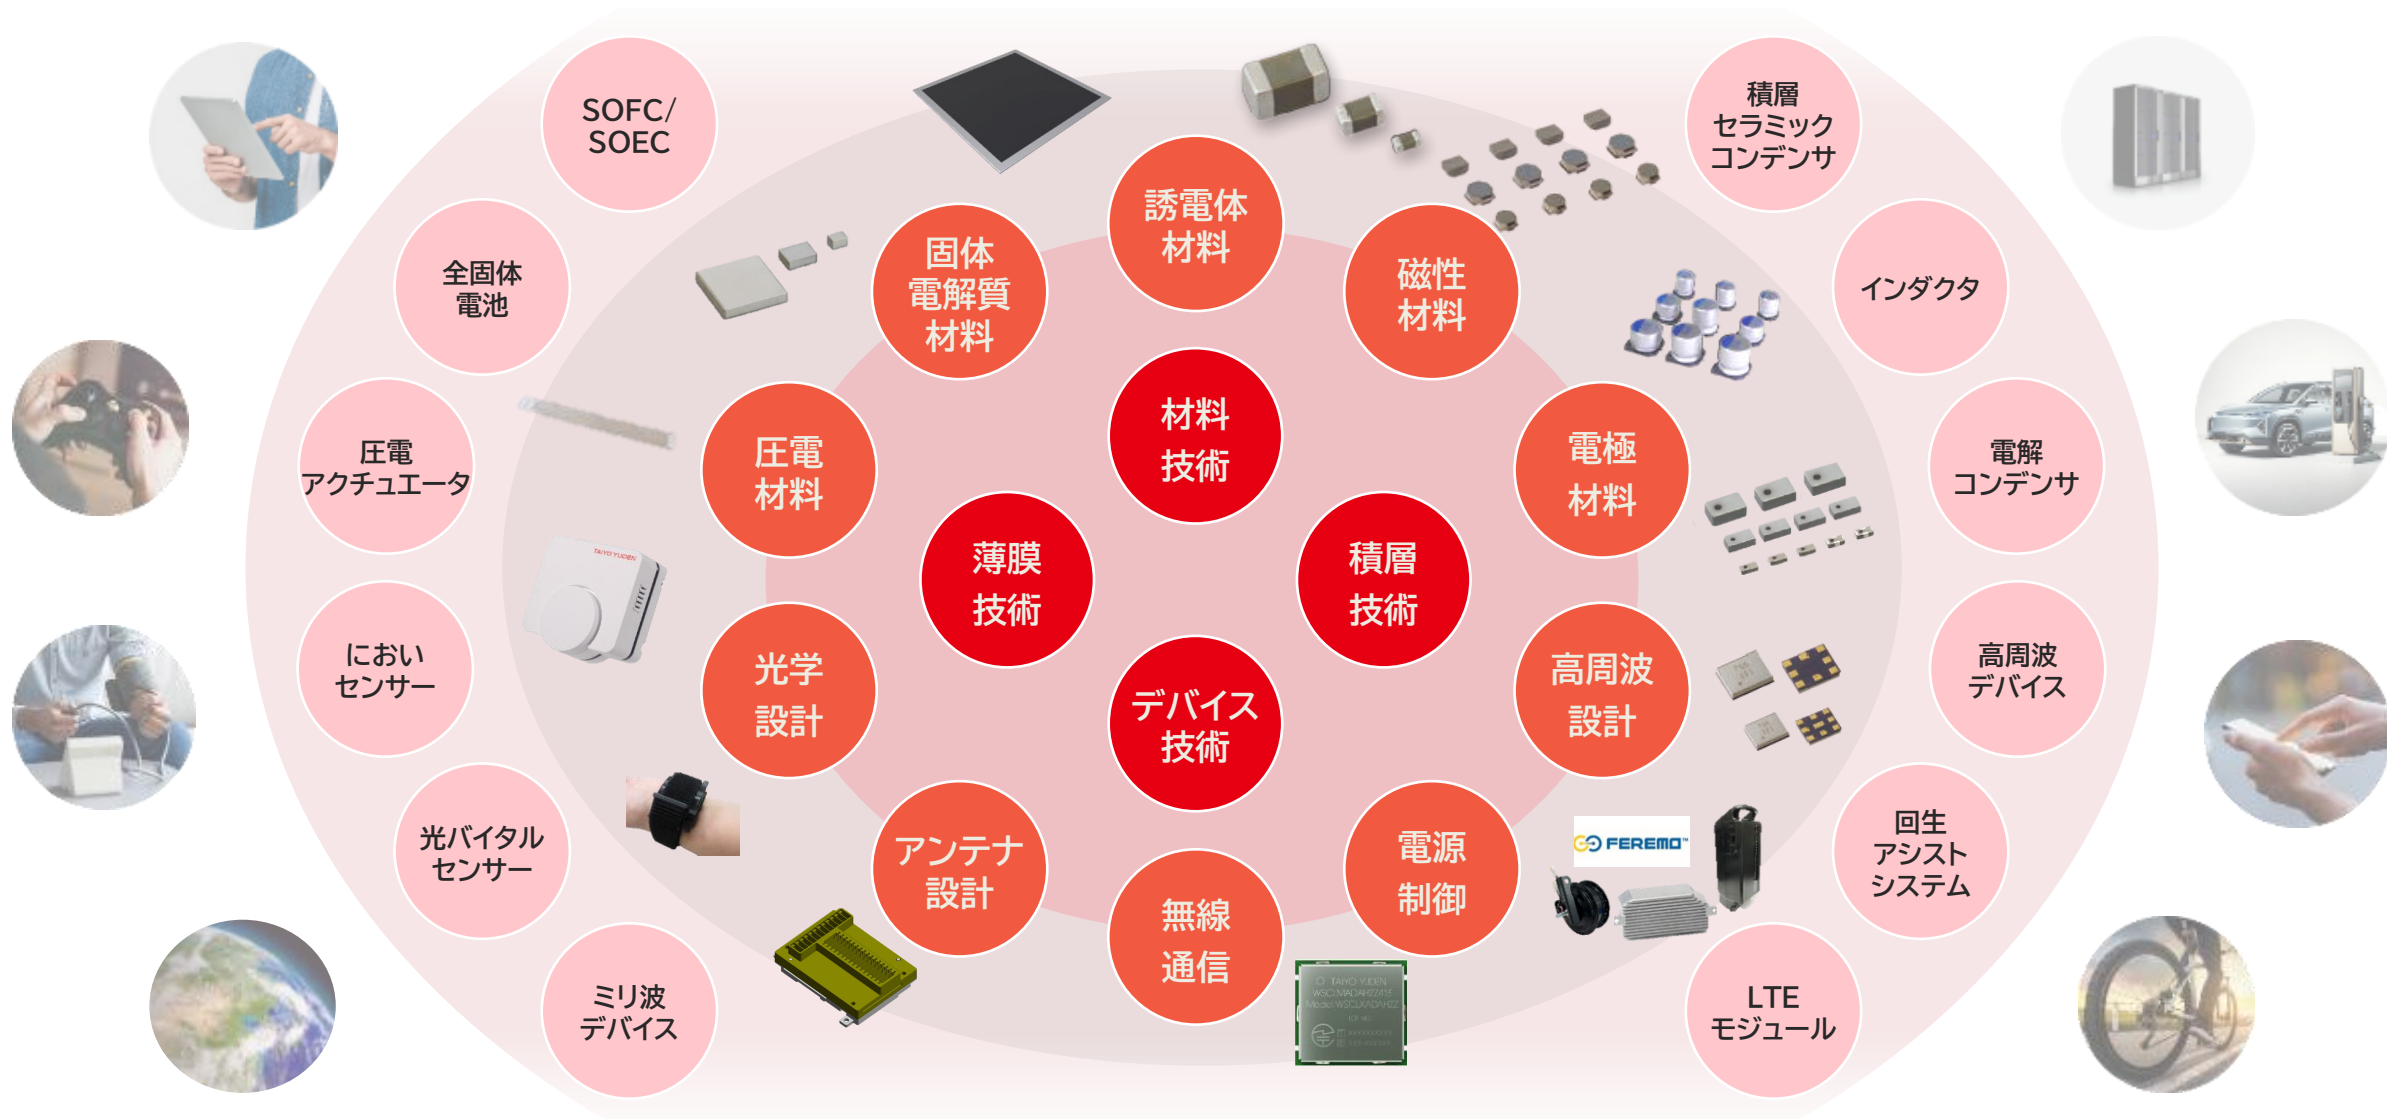 SOFC/
SOEC
積層
セラミック
コンデンサ
誘電体
材料
固体
電解質
材料
磁性
材料
全固体
電池
インダクタ
材料
技術
圧電
アクチュエータ
圧電
材料
電極
材料
電解
コンデンサ
薄膜
技術
積層
技術
TAIYO YUDEN
におい
センサー
光学
設計
デバイス
技術
高周波
設計
高周波
デバイス
光バイタル
センサー
アンテナ
設計
無線
通信
電源
制御
FEREMO™
回生
アシスト
システム
ミリ波
デバイス
TAIYO YUDEN
LTE
モジュール